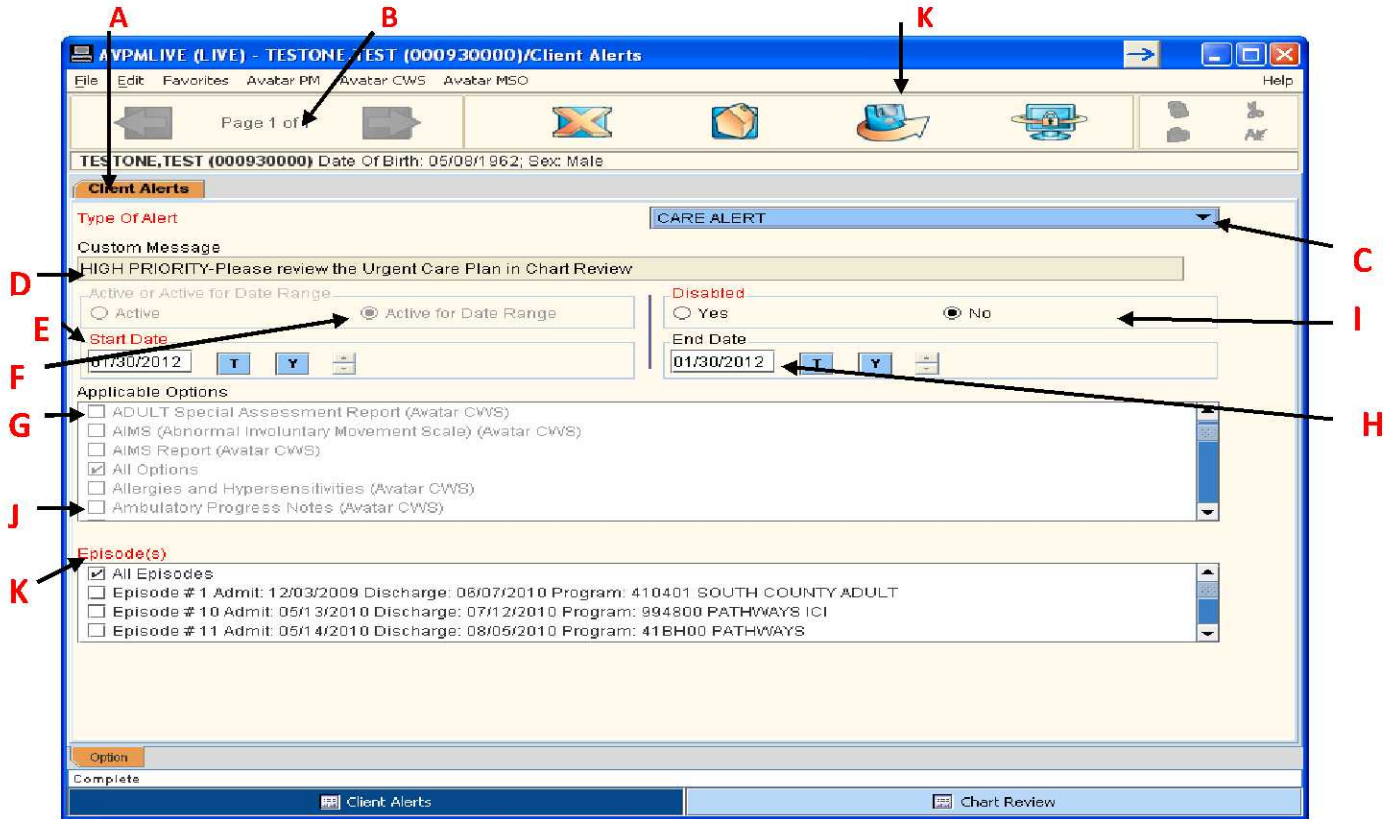 A B K
AVPMLIVE (LIVE) - TESTONE,TEST (000930000)/Client Alerts
File Edit Favorites Avatar PM Avatar CWS Avatar MSO Help
Page 1 of
TESTONE,TEST (000930000) Date Of Birth: 05/08/1962; Sex: Male
Client Alerts
Type Of Alert CARE ALERT
C
Custom Message
D HIGH PRIORITY-Please review the Urgent Care Plan in Chart Review
Active or Active for Date Range Disabled
E Active Active for Date Range Yes No I
Start Date End Date
F 01/30/2012 T Y 01/30/2012 T Y H
Applicable Options
G ADULT Special Assessment Report (Avatar CWS)
AIMS (Abnormal Involuntary Movement Scale) (Avatar CWS)
AIMS Report (Avatar CWS)
All Options
Allergies and Hypersensitivities (Avatar CWS)
J Ambulatory Progress Notes (Avatar CWS)
K Episode(s)
All Episodes
Episode # 1 Admit: 12/03/2009 Discharge: 06/07/2010 Program: 410401 SOUTH COUNTY ADULT
Episode # 10 Admit: 05/13/2010 Discharge: 07/12/2010 Program: 994800 PATHWAYS ICI
Episode # 11 Admit: 05/14/2010 Discharge: 08/05/2010 Program: 41BH00 PATHWAYS
Option
Complete
Client Alerts Chart Review